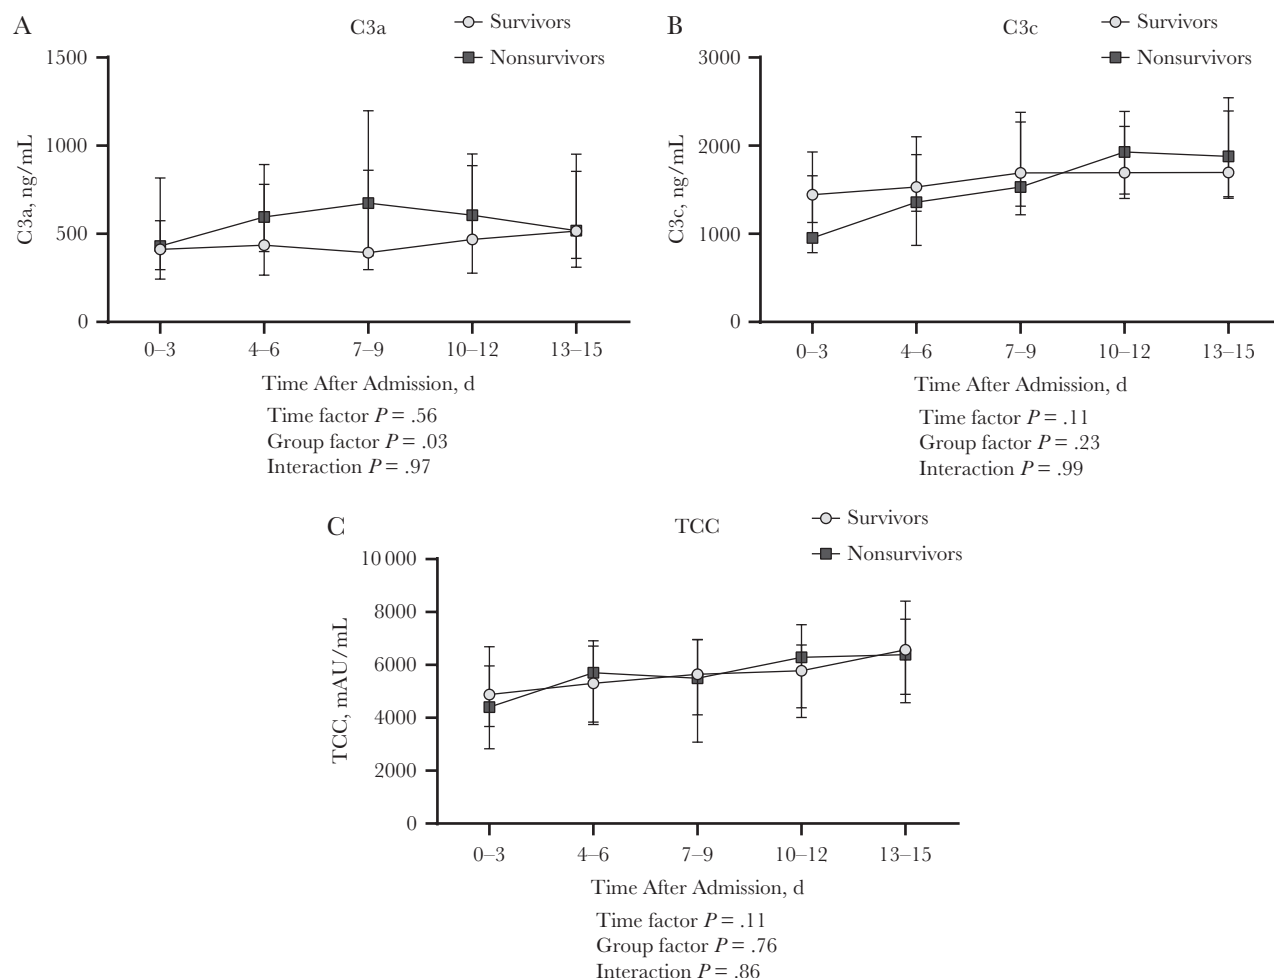 A
C3a
Survivors
Nonsurvivors
1500
1000
500
0
C3a, ng/mL
0–3 4–6 7–9 10–12 13–15
Time After Admission, d
Time factor P = .56
Group factor P = .03
Interaction P = .97
B
C3c
Survivors
Nonsurvivors
3000
2000
1000
0
C3c, ng/mL
0–3 4–6 7–9 10–12 13–15
Time After Admission, d
Time factor P = .11
Group factor P = .23
Interaction P = .99
C
TCC
Survivors
Nonsurvivors
10 000
8000
6000
4000
2000
0
TCC, mAU/mL
0–3 4–6 7–9 10–12 13–15
Time After Admission, d
Time factor P = .11
Group factor P = .76
Interaction P = .86